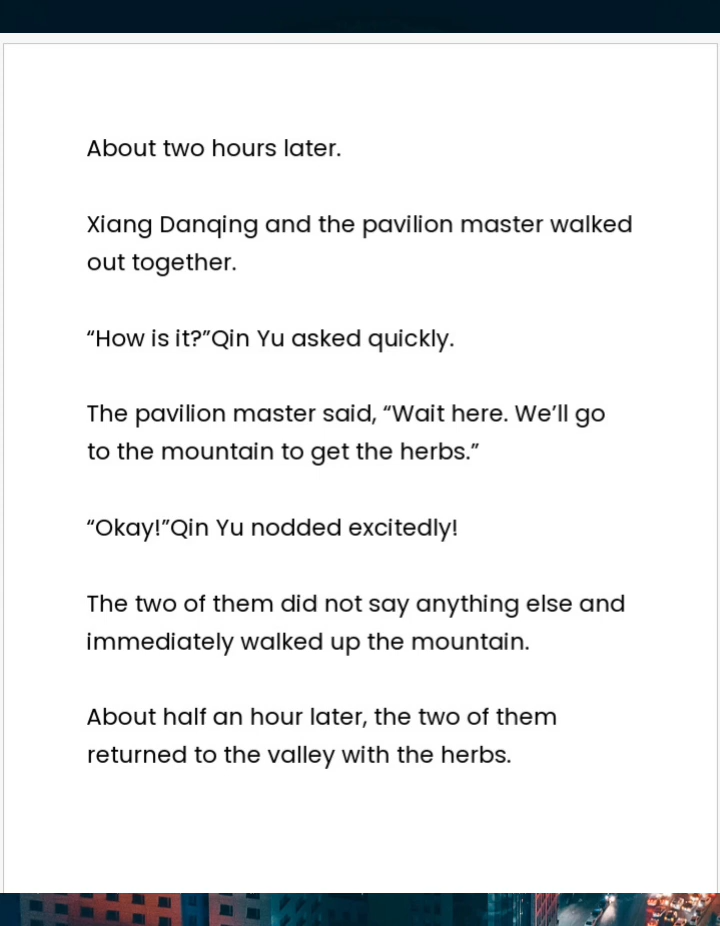 About two hours later.
Xiang Danqing and the pavilion master walked
out together.
“How is it?”Qin Yu asked quickly.
The pavilion master said, “Wait here. We’ll go
to the mountain to get the herbs.”
“Okay!”Qin Yu nodded excitedly!
The two of them did not say anything else and
immediately walked up the mountain.
About half an hour later, the two of them
returned to the valley with the herbs.